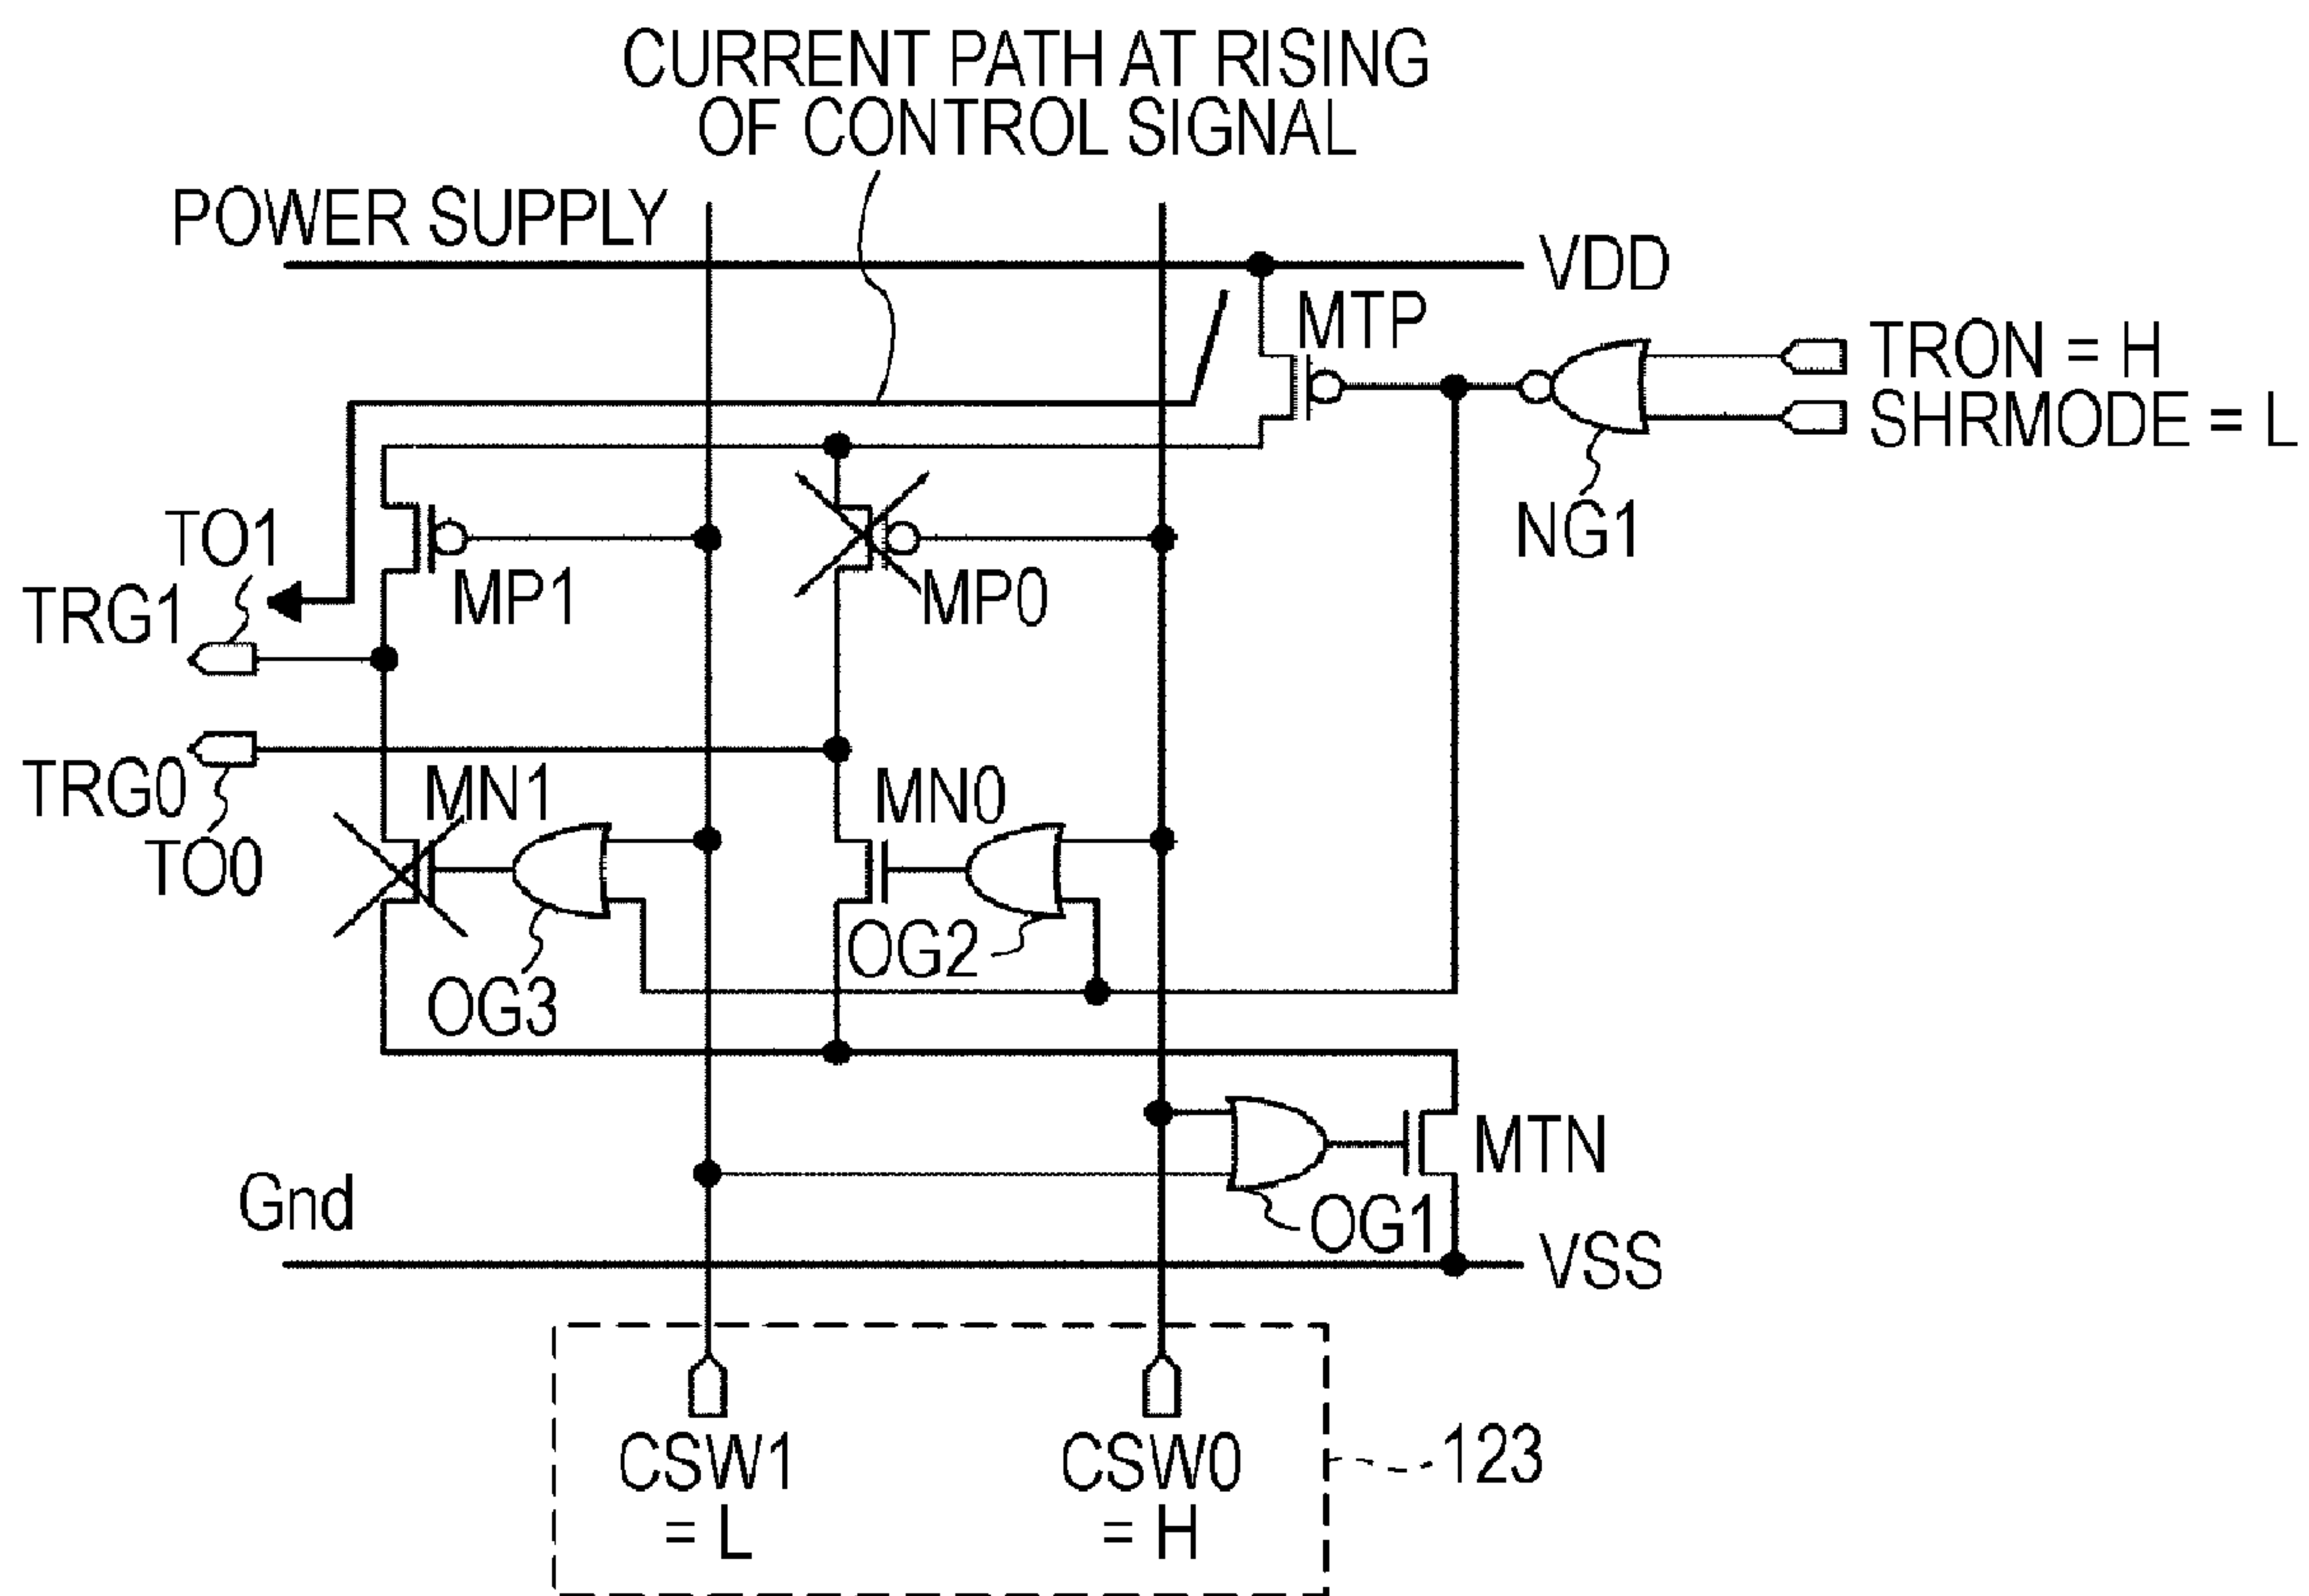 CURRENT PATH AT RISING
OF CONTROL SIGNAL
POWER SUPPLY
VDD
MTP
TRON = H
SHRMODE = L
NG1
TO1
TRG1
MP1
MP0
TRG0
TO0
MN1
MN0
OG3
OG2
MTN
OG1
Gnd
VSS
CSW1
= L
CSW0
= H
123